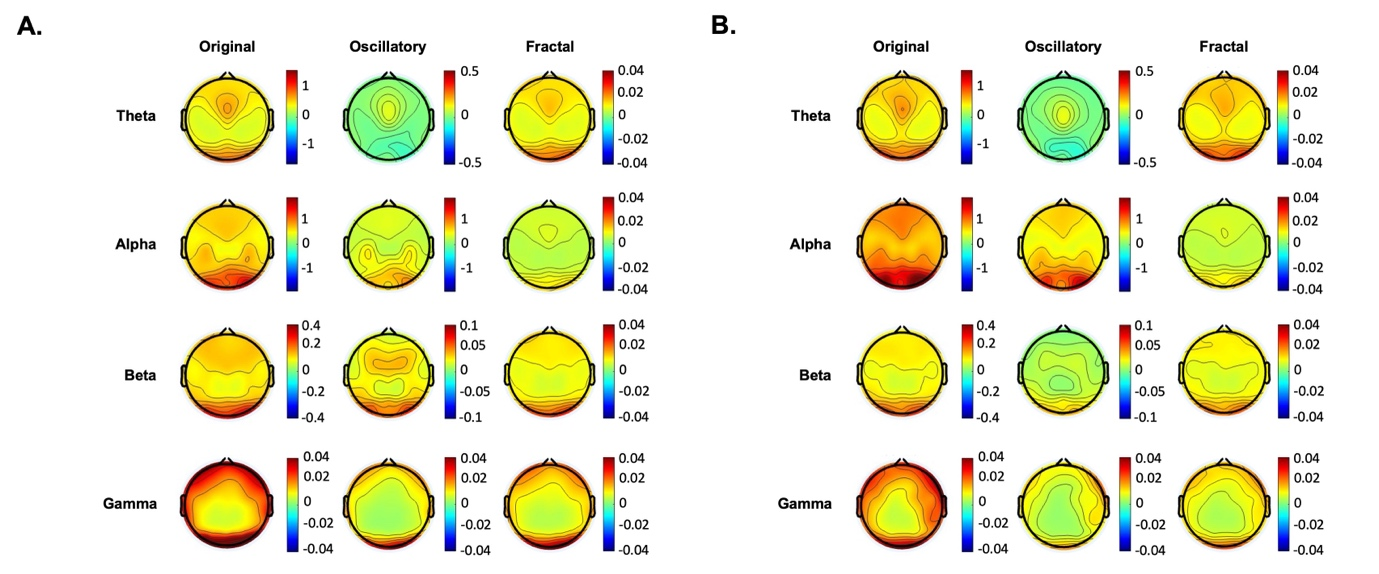 A. B.
Original Oscillatory Fractal Original Oscillatory Fractal
Theta 1 0 -1 0.5 0 -0.5 0.04 0.02 0 -0.02 -0.04 Theta 1 0 -1 0.5 0 -0.5 0.04 0.02 0 -0.02 -0.04
Alpha 1 0 -1 1 0 -1 0.04 0.02 0 -0.02 -0.04 Alpha 1 0 -1 1 0 -1 0.04 0.02 0 -0.02 -0.04
Beta 0.4 0.2 0 -0.2 -0.4 0.1 0.05 0 -0.05 -0.1 0.04 0.02 0 -0.02 -0.04 Beta 0.4 0.2 0 -0.2 -0.4 0.1 0.05 0 -0.05 -0.1 0.04 0.02 0 -0.02 -0.04
Gamma 0.04 0.02 0 -0.02 -0.04 0.04 0.02 0 -0.02 -0.04 0.04 0.02 0 -0.02 -0.04 Gamma 0.04 0.02 0 -0.02 -0.04 0.04 0.02 0 -0.02 -0.04 0.04 0.02 0 -0.02 -0.04